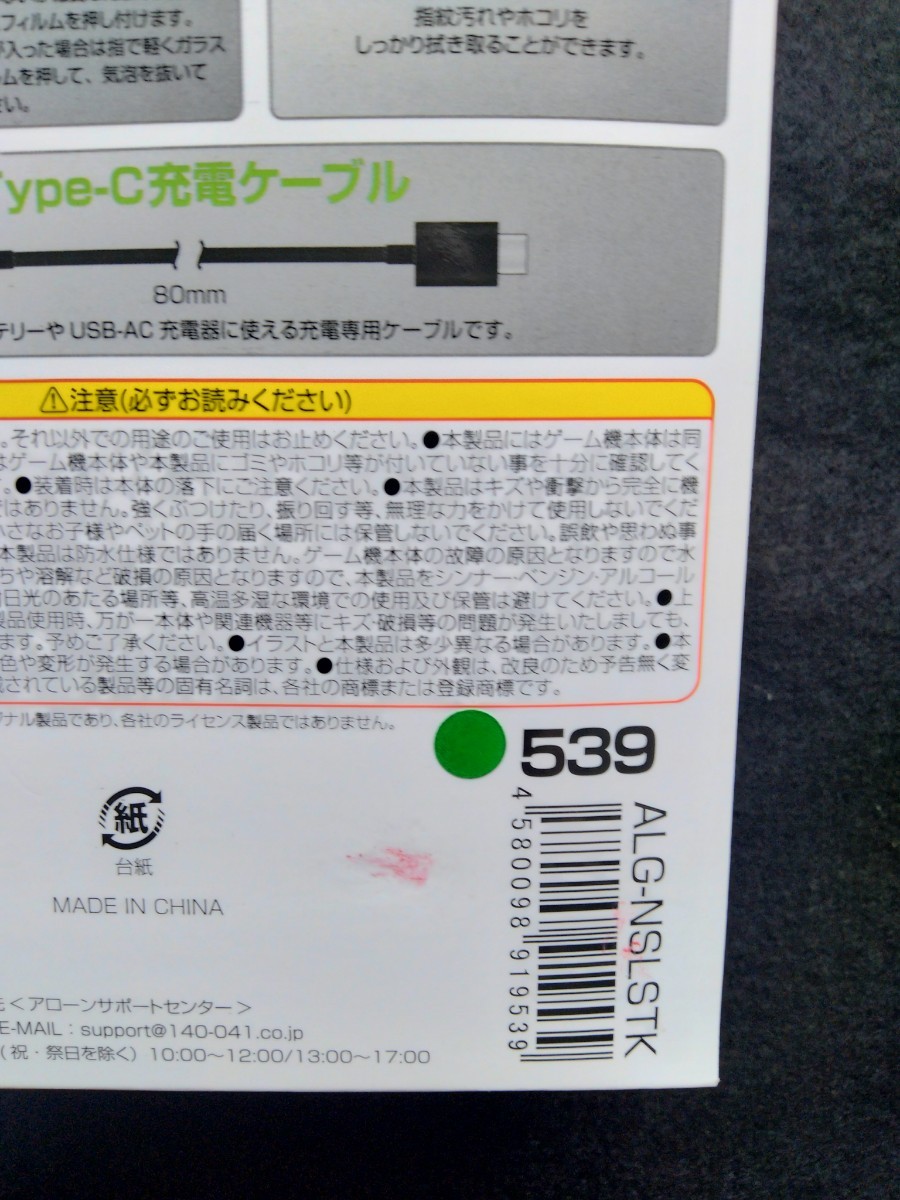 フィルムを押し付けます。
入った場合は指で軽くガラス
ムを押して、気泡を抜いて
さい。
指紋汚れやホコリを
しっかり拭き取ることができます。
Type-C充電ケーブル
80mm
テリーや USB-AC 充電器に使える充電専用ケーブルです。
⚠注意(必ずお読みください)
。それ以外での用途のご使用はお止めください。●本製品にはゲーム機本体は同
はゲーム機本体や本製品にゴミやホコリ等が付いていない事を十分に確認してく
。●装着時は本体の落下にご注意ください。●本製品はキズや衝撃から完全に機
ではありません。強くぶつけたり、振り回す等、無理な力をかけて使用しないでくだ
小さなお子様やペットの手の届く場所には保管しないでください。誤飲や思わぬ事
本製品は防水仕様ではありません。ゲーム機本体の故障の原因となりますので水
ちや溶解など破損の原因となりますので、本製品をシンナー・ベンジン・アルコール
日光のあたる場所等、高温多湿な環境での使用及び保管は避けてください。●上
製品使用時、万が一本体や関連機器等にキズ・破損等の問題が発生いたしましても、
ます。予めご了承ください。●イラストと本製品は多少異なる場合があります。●本
色や変形が発生する場合があります。●仕様および外観は、改良のため予告無く変
載されている製品等の固有名詞は、各社の商標または登録商標です。
ナル製品であり、各社のライセンス製品ではありません。
539
紙
台紙
MADE IN CHINA
ALG-NSLSTK
4 580098 919539
先<アローンサポートセンター>
E-MAIL：support@140-041.co.jp
(祝・祭日を除く) 10:00〜12:00/13:00〜17:00